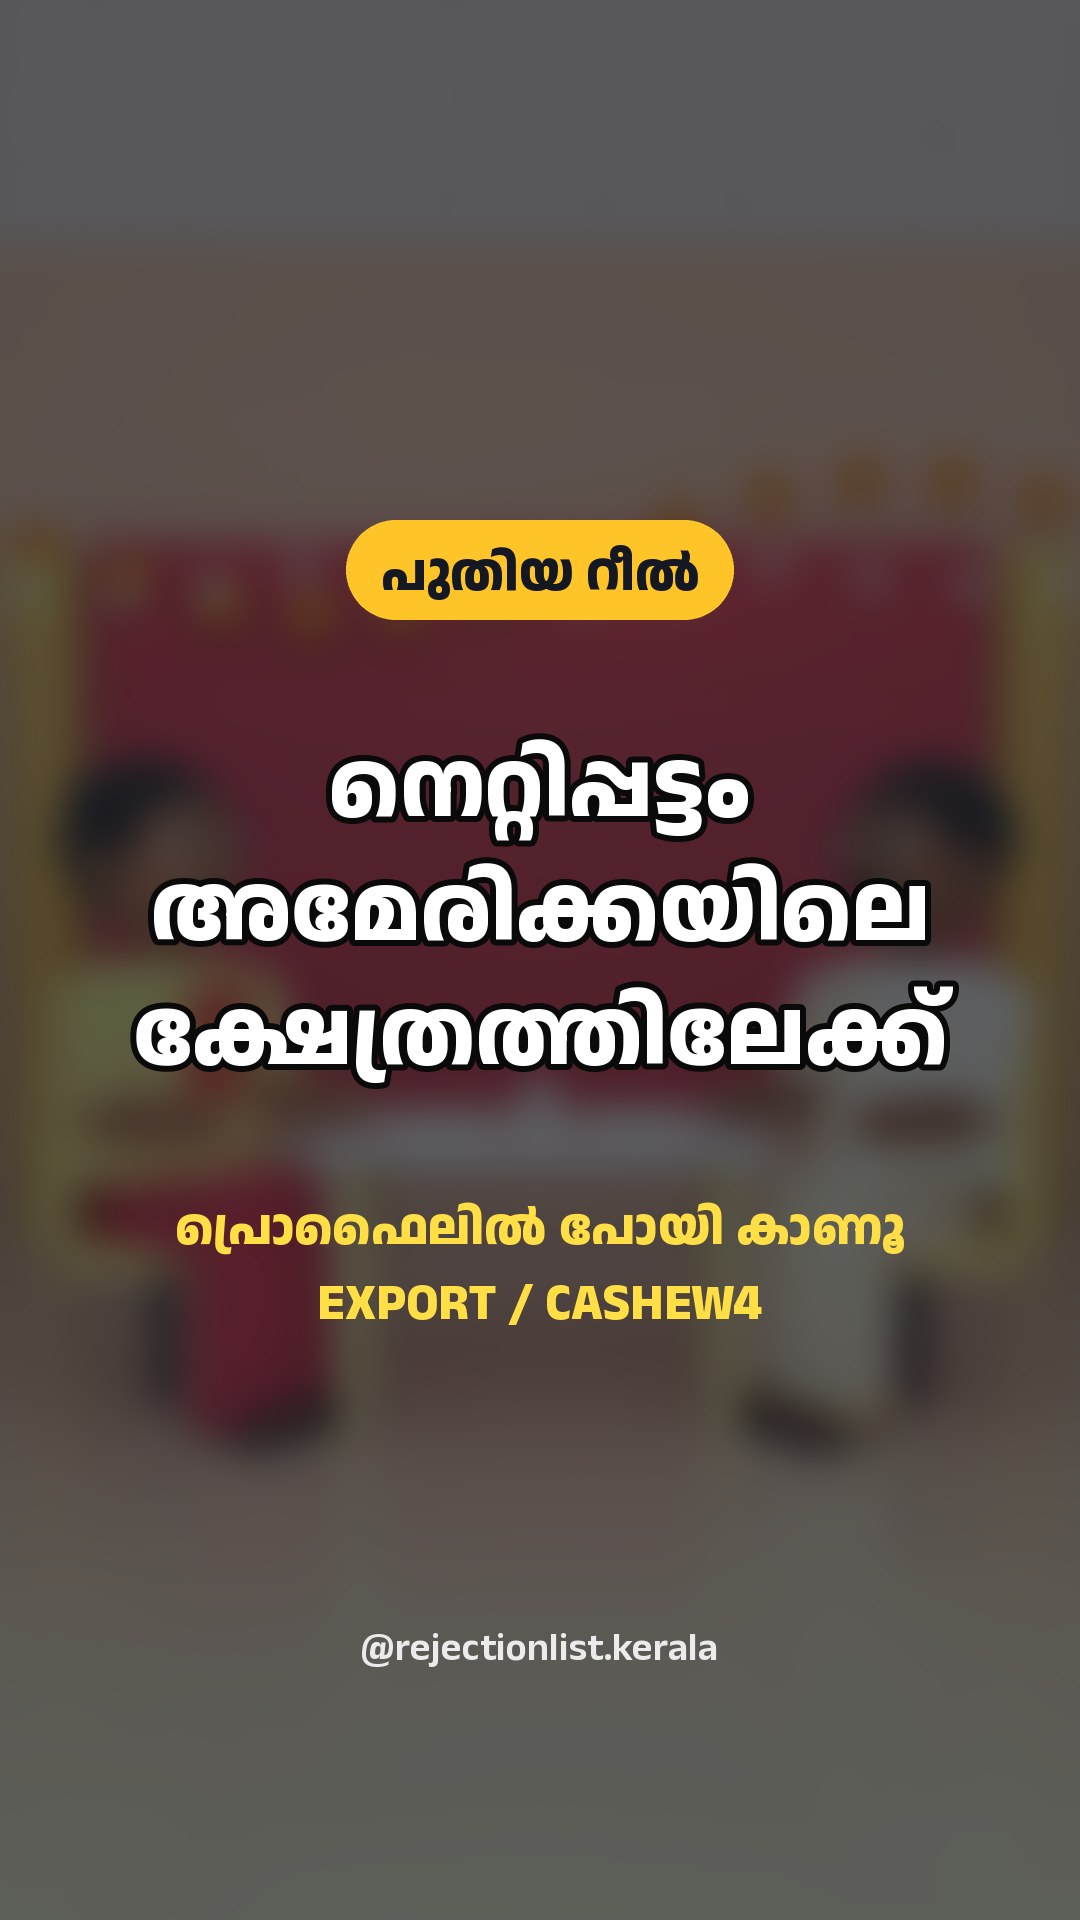 പുതിയ റീൽ
നെറ്റിപ്പട്ടം
അമേരിക്കയിലെ
ക്ഷേത്രത്തിലേക്ക്
പ്രൊഫൈലിൽ പോയി കാണൂ
EXPORT / CASHEW4
@rejectionlist.kerala